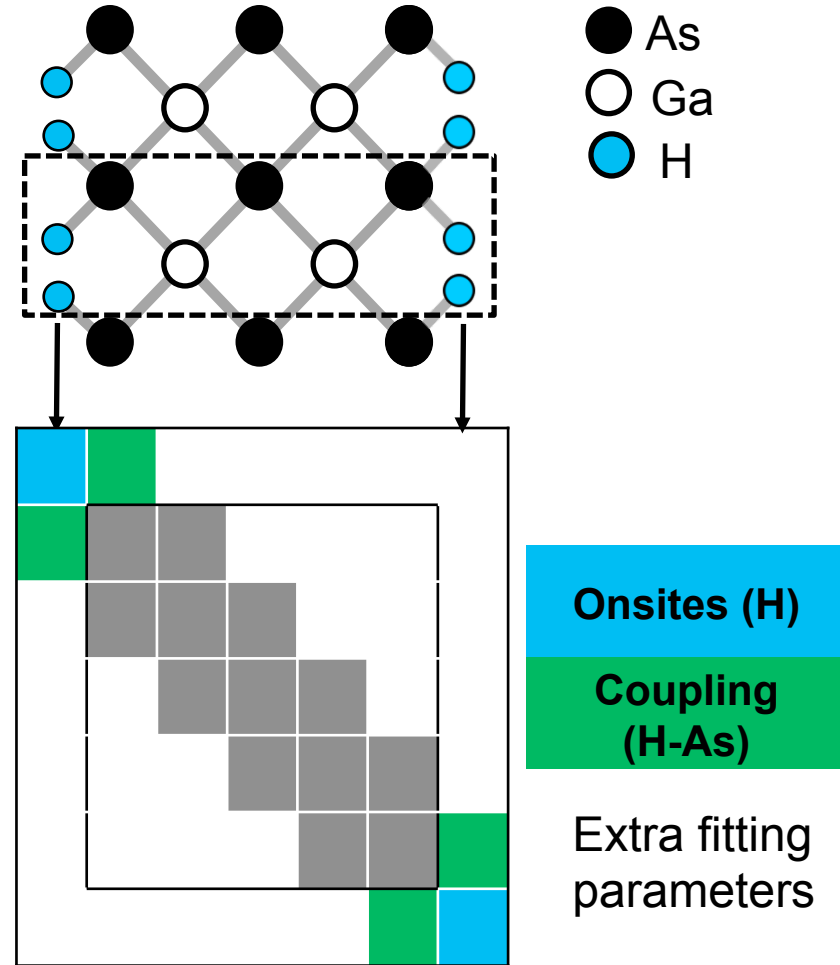 As
Ga
H
Onsites (H)
Coupling
(H-As)
Extra fitting
parameters